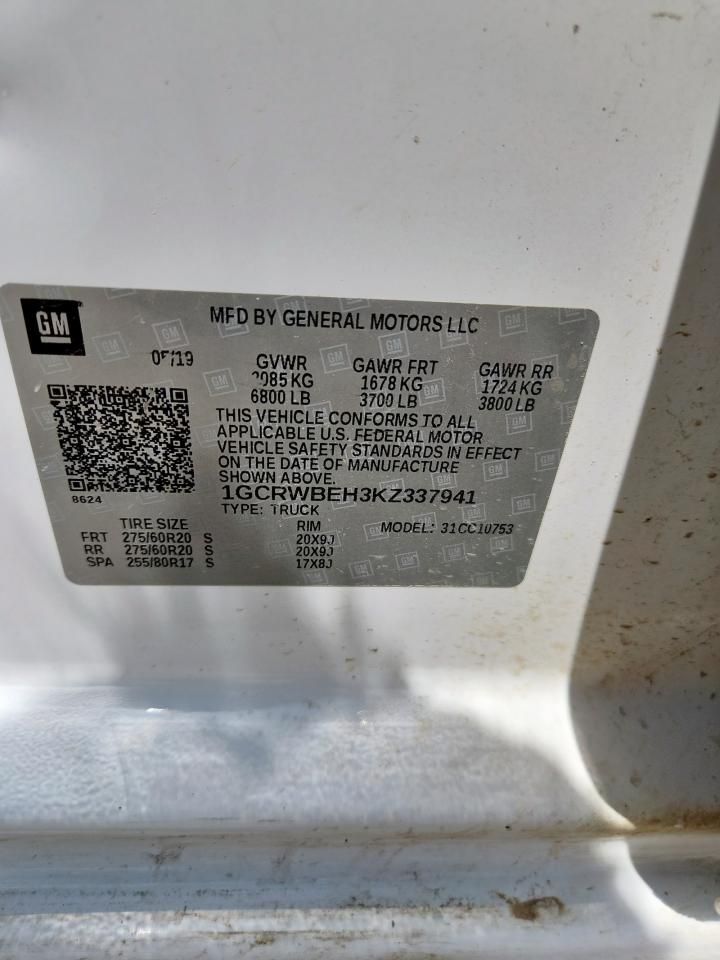 GM
MFD BY GENERAL MOTORS LLC
05/19
GVWR GAWR FRT GAWR RR
3085 KG 1678 KG 1724 KG
6800 LB 3700 LB 3800 LB
THIS VEHICLE CONFORMS TO ALL
APPLICABLE U.S. FEDERAL MOTOR
VEHICLE SAFETY STANDARDS IN EFFECT
ON THE DATE OF MANUFACTURE
SHOWN ABOVE.
8624
1GCRWBEH3KZ337941
TYPE: TRUCK MODEL: 31CC10753
TIRE SIZE RIM
FRT 275/60R20 S 20X9J
RR 275/60R20 S 20X9J
SPA 255/80R17 S 17X8J